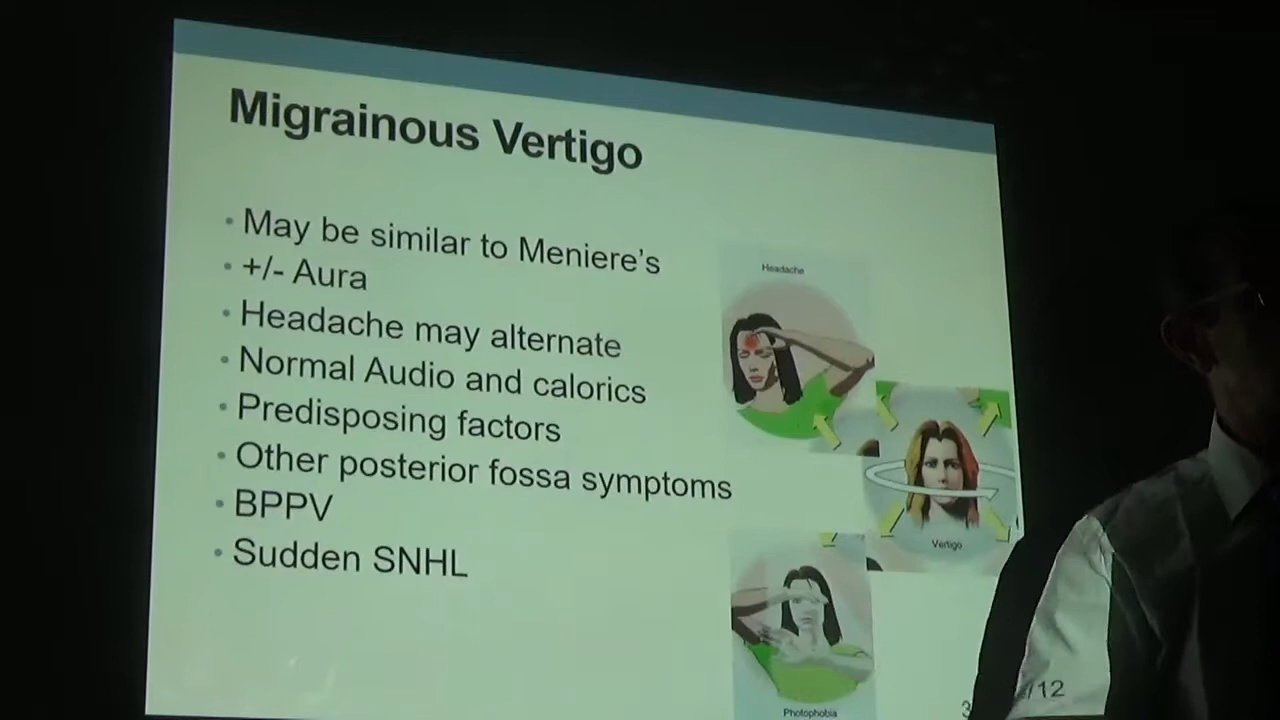 Migrainous Vertigo
• May be similar to Meniere's
• +/- Aura
• Headache may alternate
• Normal Audio and calorics
• Predisposing factors
• Other posterior fossa symptoms
• BPPV
• Sudden SNHL
Headache
Vertigo
Photophobia
/12